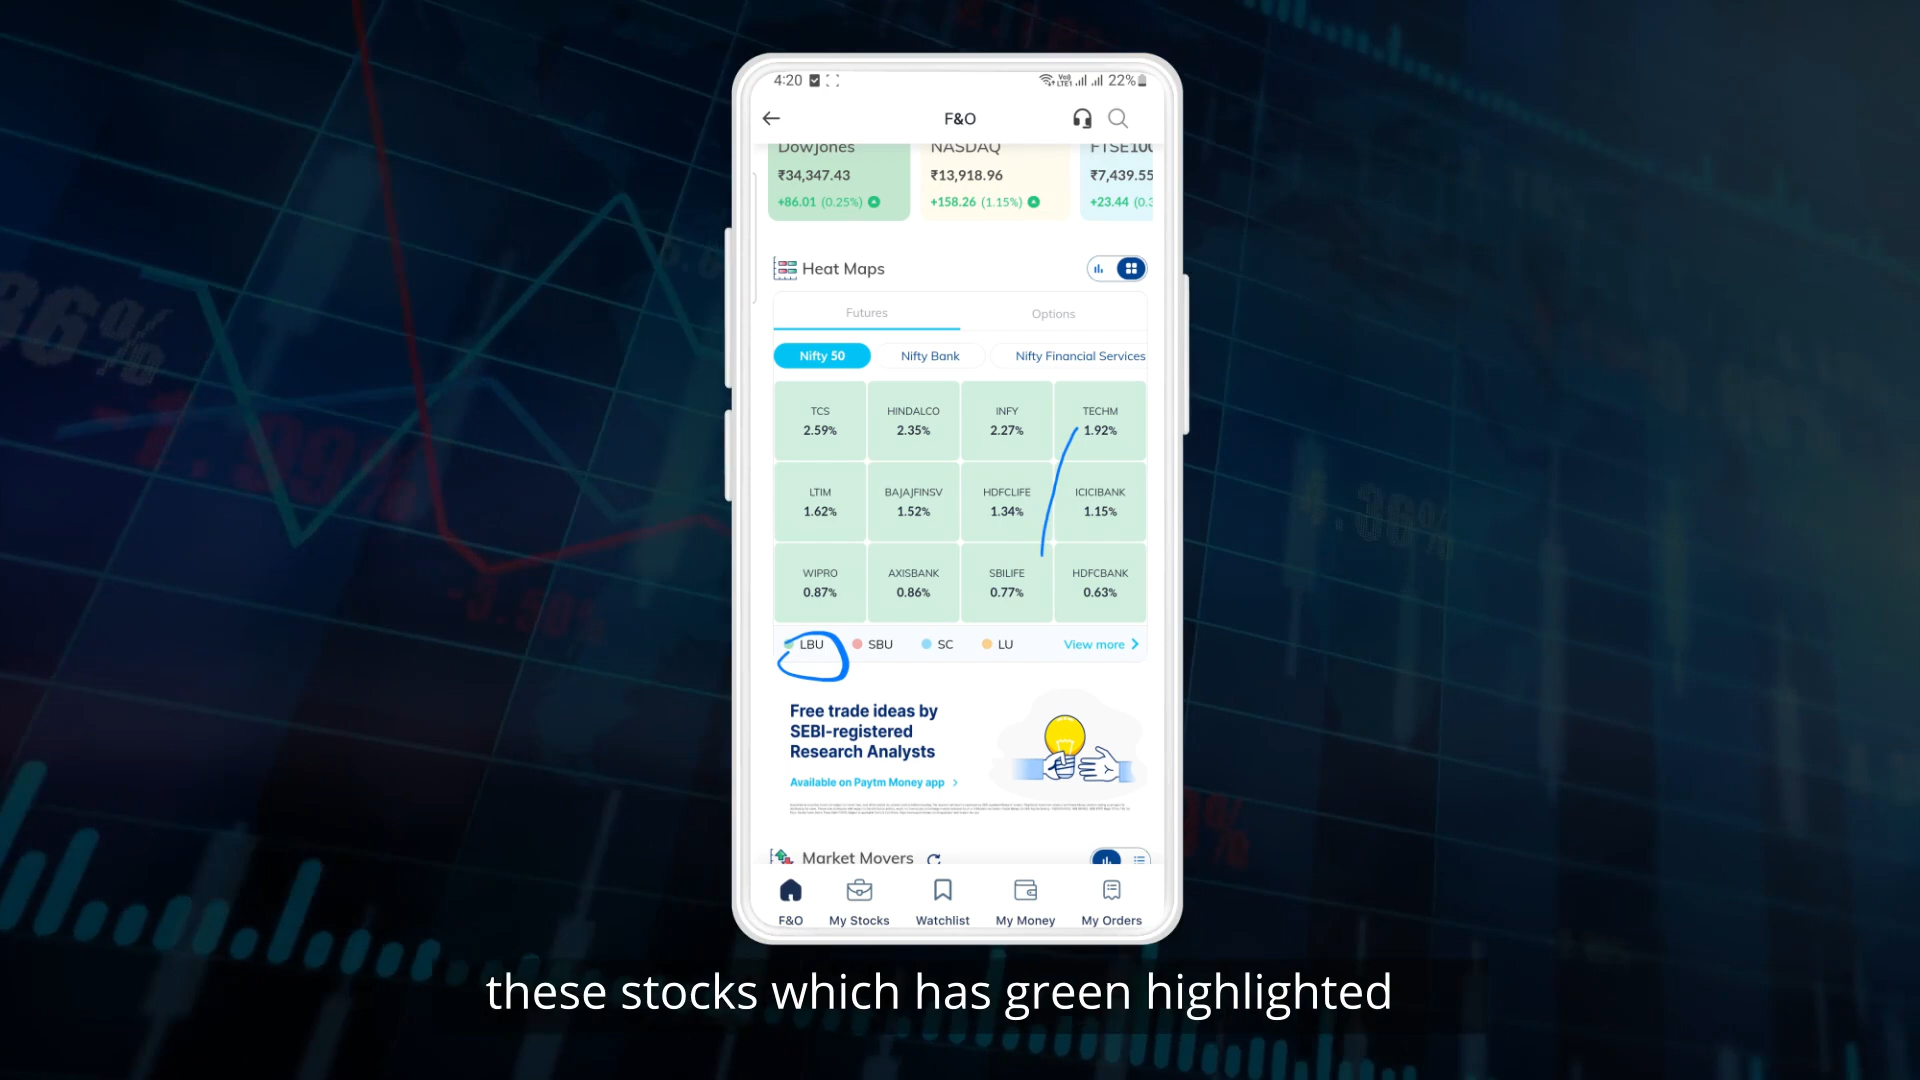 4:20
22%
F&O
DowJones
NASDAQ
FTSE100
₹34,347.43
₹13,918.96
₹7,439.55
+86.01 (0.25%)
+158.26 (1.15%)
+23.44 (0.3
Heat Maps
Futures
Options
Nifty 50
Nifty Bank
Nifty Financial Services
TCS
HINDALCO
INFY
TECHM
2.59%
2.35%
2.27%
1.92%
LTIM
BAJAJFINSV
HDFCLIFE
ICICIBANK
1.62%
1.52%
1.34%
1.15%
WIPRO
AXISBANK
SBILIFE
HDFCBANK
0.87%
0.86%
0.77%
0.63%
LBU
SBU
SC
LU
View more
Free trade ideas by
SEBI-registered
Research Analysts
Available on Paytm Money app
Market Movers
F&O
My Stocks
Watchlist
My Money
My Orders
these stocks which has green highlighted